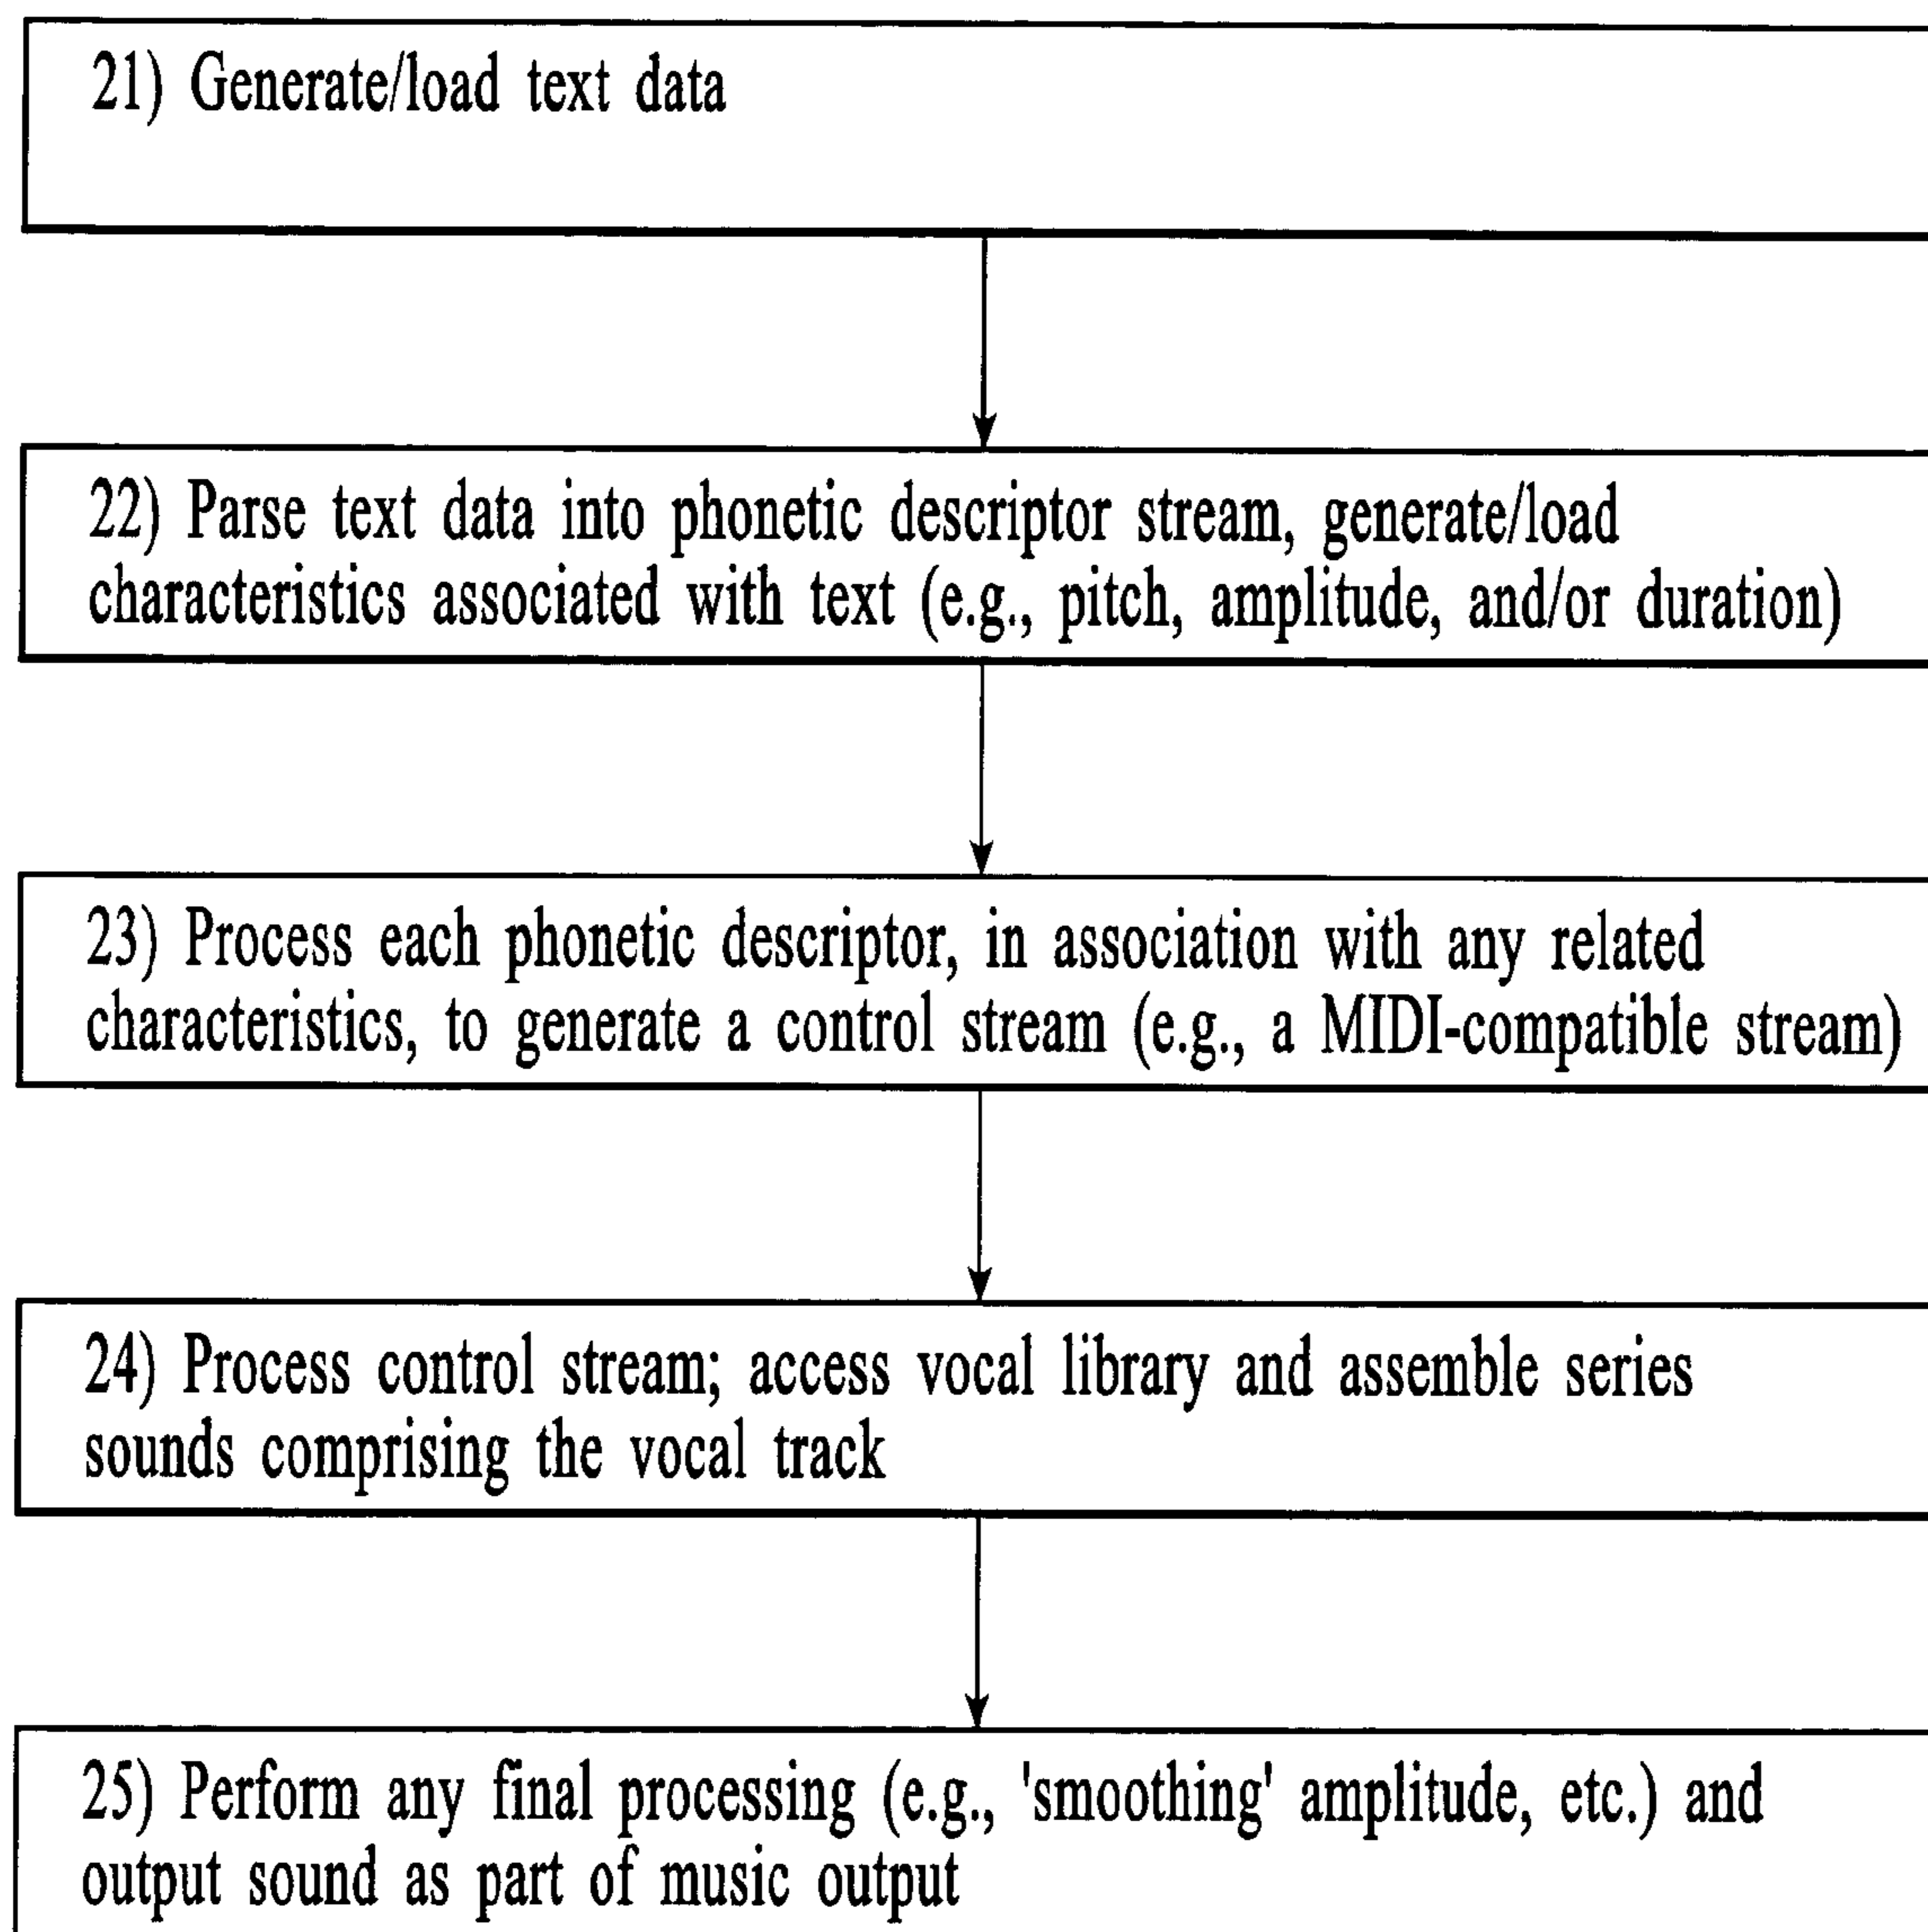 21) Generate/load text data
22) Parse text data into phonetic descriptor stream, generate/load
characteristics associated with text (e.g., pitch, amplitude, and/or duration)
23) Process each phonetic descriptor, in association with any related
characteristics, to generate a control stream (e.g., a MIDI-compatible stream)
24) Process control stream; access vocal library and assemble series
sounds comprising the vocal track
25) Perform any final processing (e.g., 'smoothing' amplitude, etc.) and
output sound as part of music output